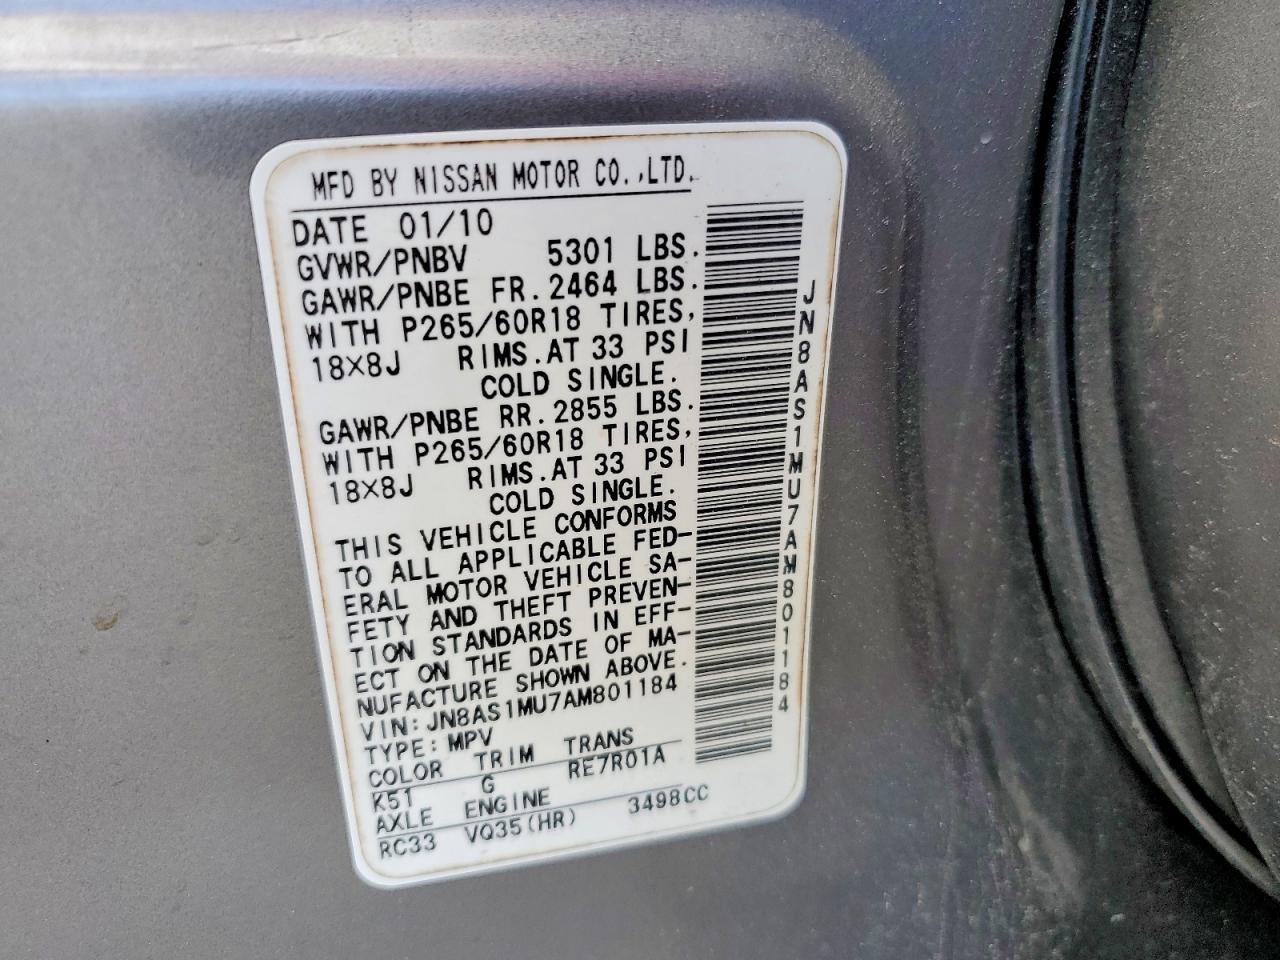 MFD BY NISSAN MOTOR CO.,LTD.
DATE 01/10
GVWR/PNBV 5301 LBS.
GAWR/PNBE FR. 2464 LBS.
WITH P265/60R18 TIRES,
18×8J RIMS. AT 33 PSI
COLD SINGLE.
GAWR/PNBE RR. 2855 LBS.
WITH P265/60R18 TIRES,
18×8J RIMS. AT 33 PSI
COLD SINGLE.
THIS VEHICLE CONFORMS
TO ALL APPLICABLE FED-
ERAL MOTOR VEHICLE SA-
FETY AND THEFT PREVEN-
TION STANDARDS IN EFF-
ECT ON THE DATE OF MA-
NUFACTURE SHOWN ABOVE.
VIN: JN8AS1MU7AM801184
TYPE: MPV
COLOR TRIM TRANS
K51 G RE7R01A
AXLE ENGINE
RC33 VQ35(HR) 3498CC
JN8AS1MU7AM801184